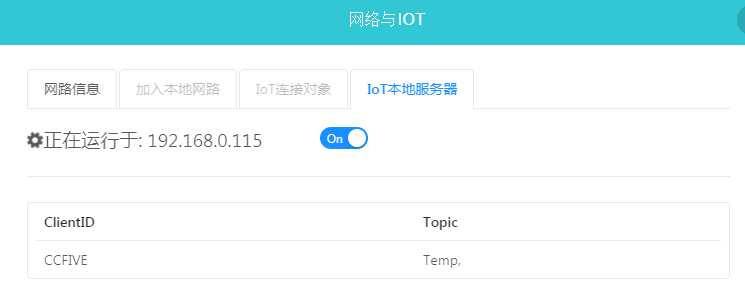 网络与IOT
网路信息 加入本地网路 IoT连接对象 IoT本地服务器
正在运行于: 192.168.0.115 On
ClientID Topic
CCFIVE Temp,